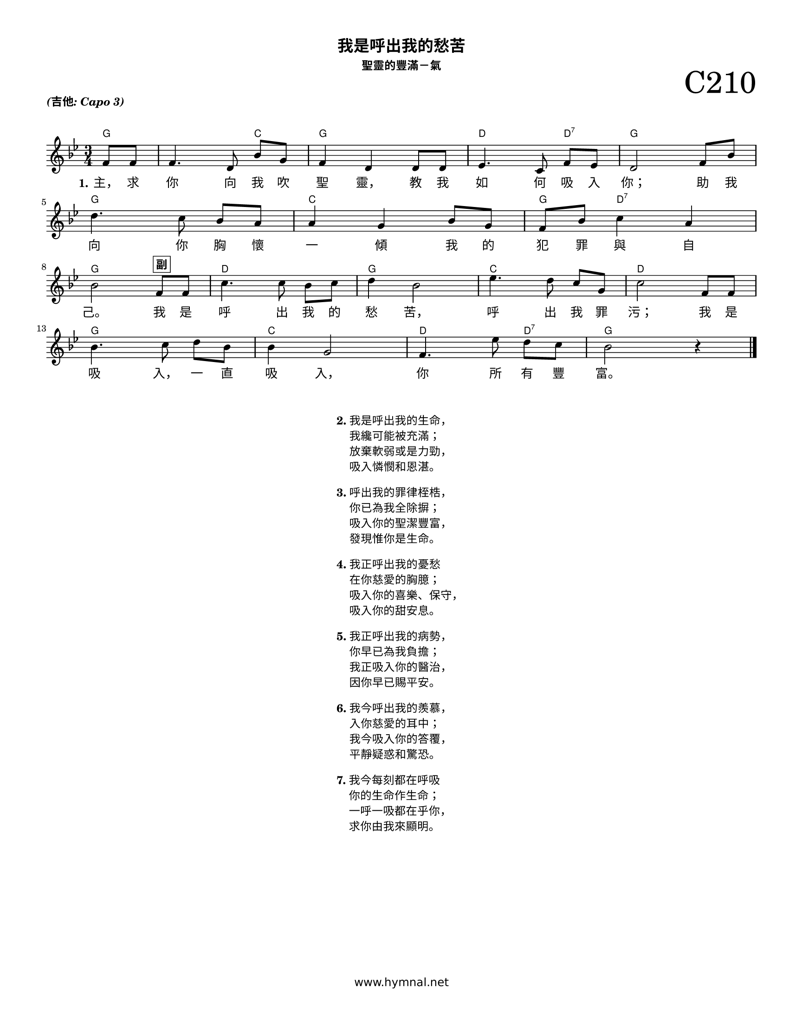 我是呼出我的愁苦
聖靈的豐滿－氣
C210
(吉他: Capo 3)
G C G D D7 G
3 4
1. 主， 求 你 向 我 吹 聖 靈， 教 我 如 何 吸 入 你； 助 我
5 G C G D7
向 你 胸 懷 一 傾 我 的 犯 罪 與 自
8 G 副 D G C D
己。 我 是 呼 出 我 的 愁 苦， 呼 出 我 罪 污； 我 是
13 G C D D7 G
吸 入， 一 直 吸 入， 你 所 有 豐 富。
2. 我是呼出我的生命，
我纔可能被充滿；
放棄軟弱或是力勁，
吸入憐憫和恩湛。
3. 呼出我的罪律桎梏，
你已為我全除摒；
吸入你的聖潔豐富，
發現惟你是生命。
4. 我正呼出我的憂愁
在你慈愛的胸臆；
吸入你的喜樂、保守，
吸入你的甜安息。
5. 我正呼出我的病勢，
你早已為我負擔；
我正吸入你的醫治，
因你早已賜平安。
6. 我今呼出我的羨慕，
入你慈愛的耳中；
我今吸入你的答覆，
平靜疑惑和驚恐。
7. 我今每刻都在呼吸
你的生命作生命；
一呼一吸都在乎你，
求你由我來顯明。
www.hymnal.net